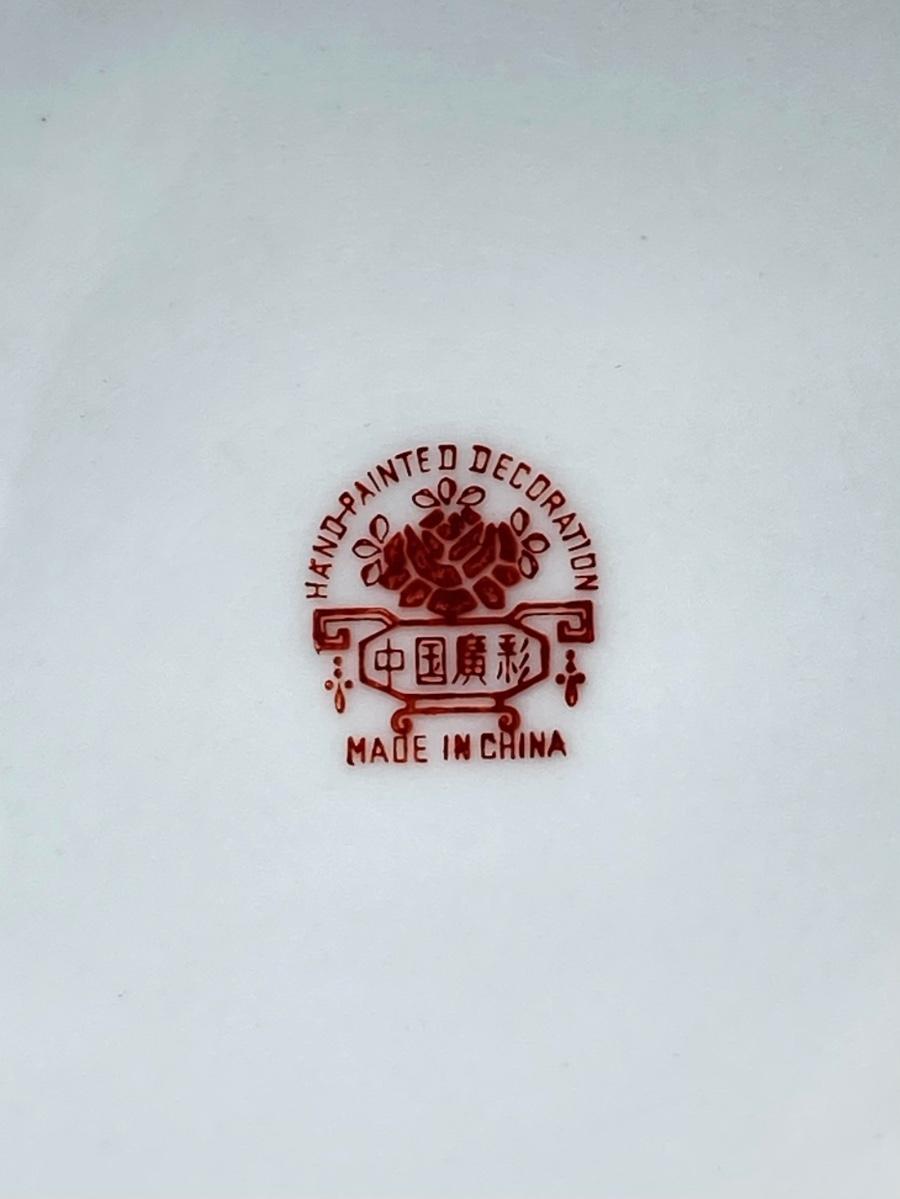 HAND-PAINTED DECORATION
中国廣彩
MADE IN CHINA